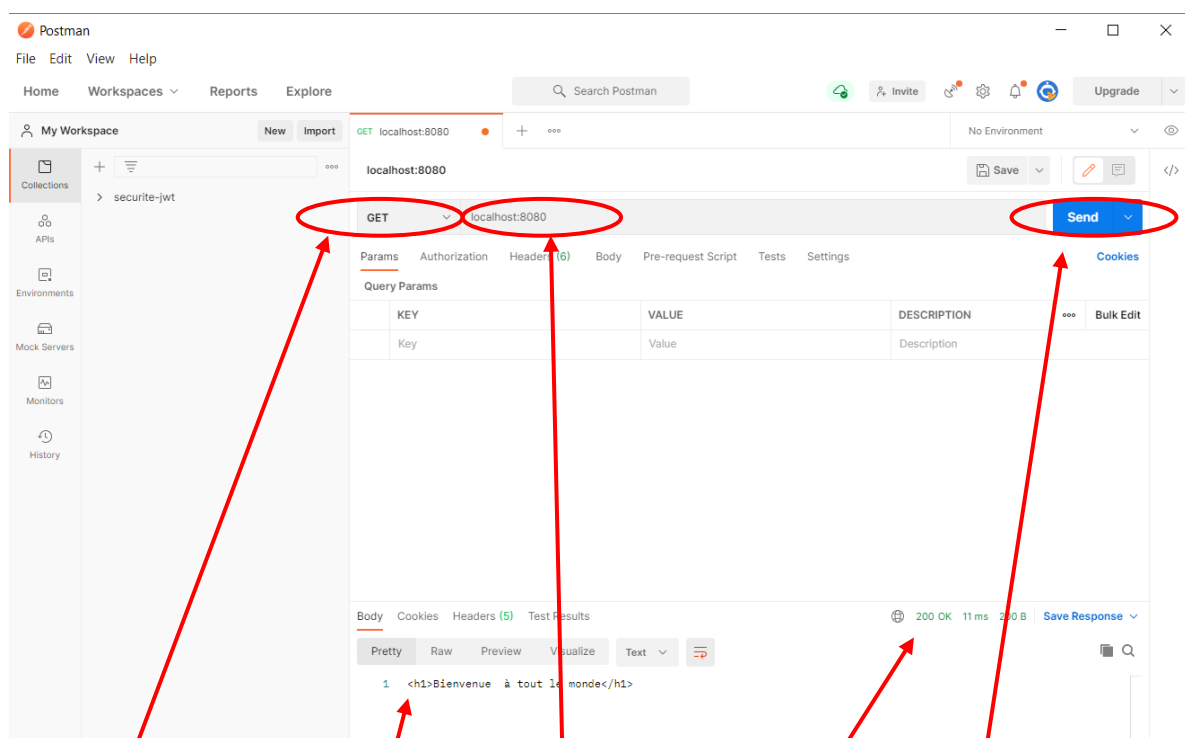 Postman
File Edit View Help
Home Workspaces Reports Explore Search Postman Invite Upgrade
My Workspace New Import GET localhost:8080 No Environment
Collections
securite-jwt
localhost:8080 Save
GET localhost:8080 Send
APIs
Params Authorization Headers (6) Body Pre-request Script Tests Settings Cookies
Query Params
Environments
KEY VALUE DESCRIPTION Bulk Edit
Key Value Description
Mock Servers
Monitors
History
Body Cookies Headers (5) Test Results 200 OK 11 ms 200 B Save Response
Pretty Raw Preview Visualize Text
1 <h1>Bienvenue à tout le monde</h1>